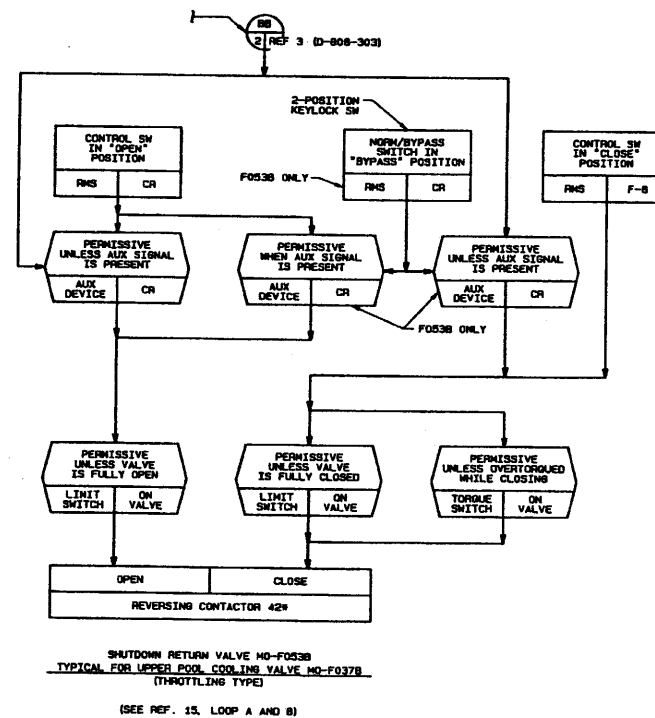 BB
2 REF 3 (D-806-303)
2-POSITION
KEYLOCK SW
CONTROL SW
IN "OPEN"
POSITION
RMS CR
NORM/BYPASS
SWITCH IN
"BYPASS" POSITION
RMS CR
CONTROL SW
IN "CLOSE"
POSITION
RMS F-6
F053B ONLY
PERMISSIVE
UNLESS AUX SIGNAL
IS PRESENT
AUX
DEVICE CR
PERMISSIVE
WHEN AUX SIGNAL
IS PRESENT
AUX
DEVICE CR
PERMISSIVE
UNLESS AUX SIGNAL
IS PRESENT
AUX
DEVICE CR
F053B ONLY
PERMISSIVE
UNLESS VALVE
IS FULLY OPEN
LIMIT
SWITCH
ON
VALVE
PERMISSIVE
UNLESS VALVE
IS FULLY CLOSED
LIMIT
SWITCH
ON
VALVE
PERMISSIVE
UNLESS OVERTORQUED
WHILE CLOSING
TORQUE
SWITCH
ON
VALVE
OPEN CLOSE
REVERSING CONTACTOR 42*
SHUTDOWN RETURN VALVE MO-F053B
TYPICAL FOR UPPER POOL COOLING VALVE MO-F037B
(THROTTLING TYPE)
(SEE REF. 15, LOOP A AND B)